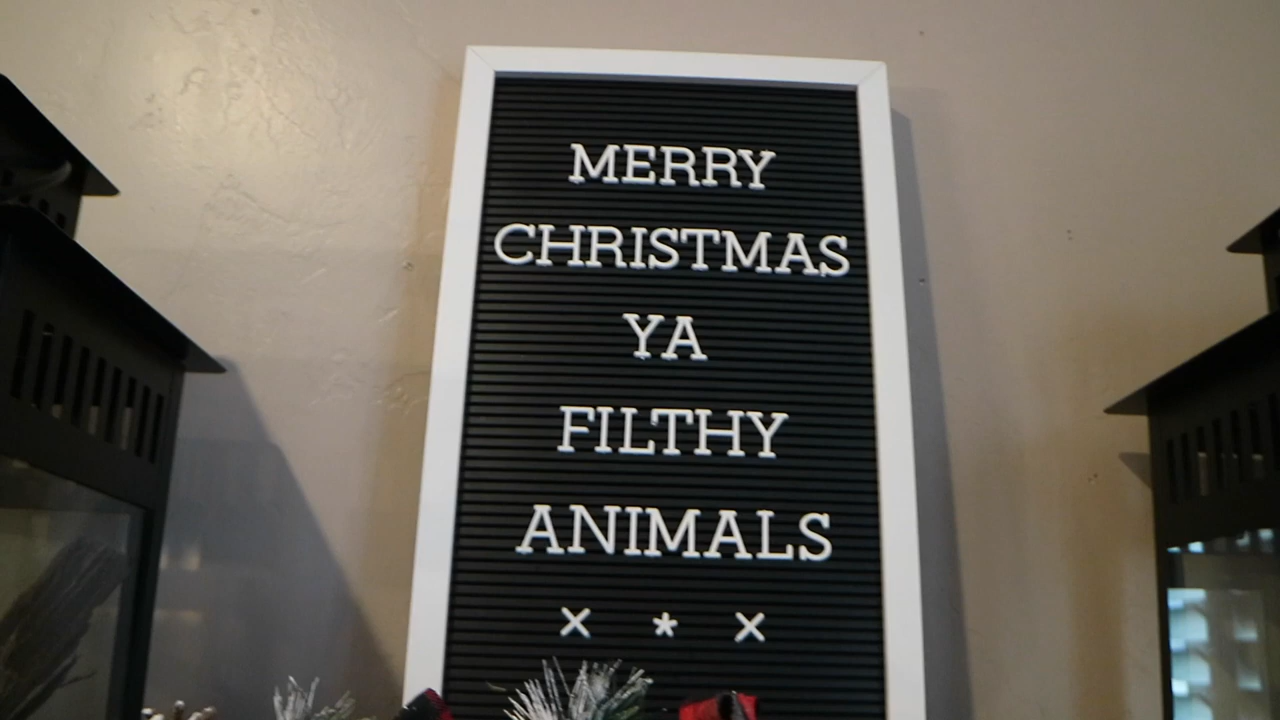 MERRY
CHRISTMAS
YA
FILTHY
ANIMALS
× * ×